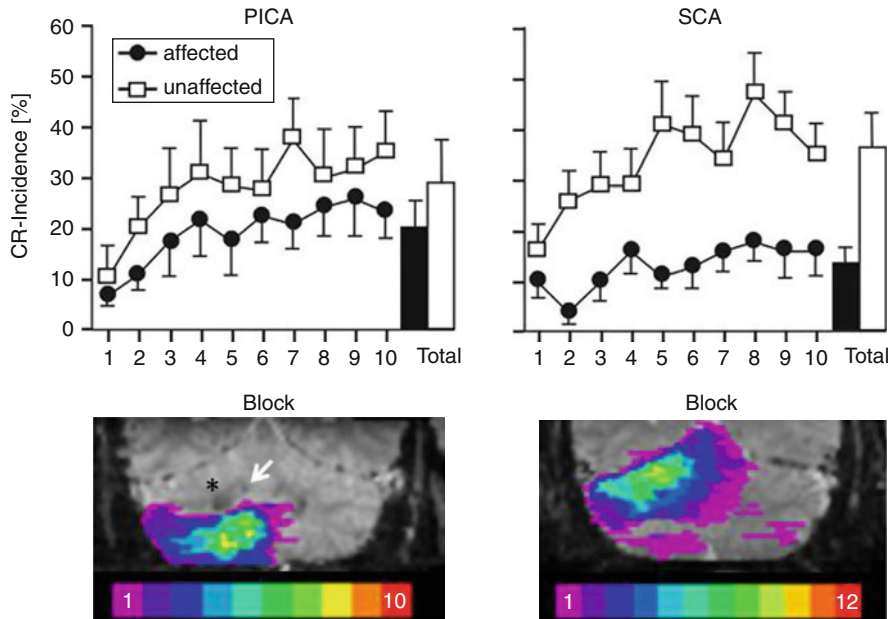 PICA
SCA
affected
unaffected
CR-Incidence [%]
60
50
40
30
20
10
0
1 2 3 4 5 6 7 8 9 10 Total
1 2 3 4 5 6 7 8 9 10 Total
Block
Block
*
1 10
1 12